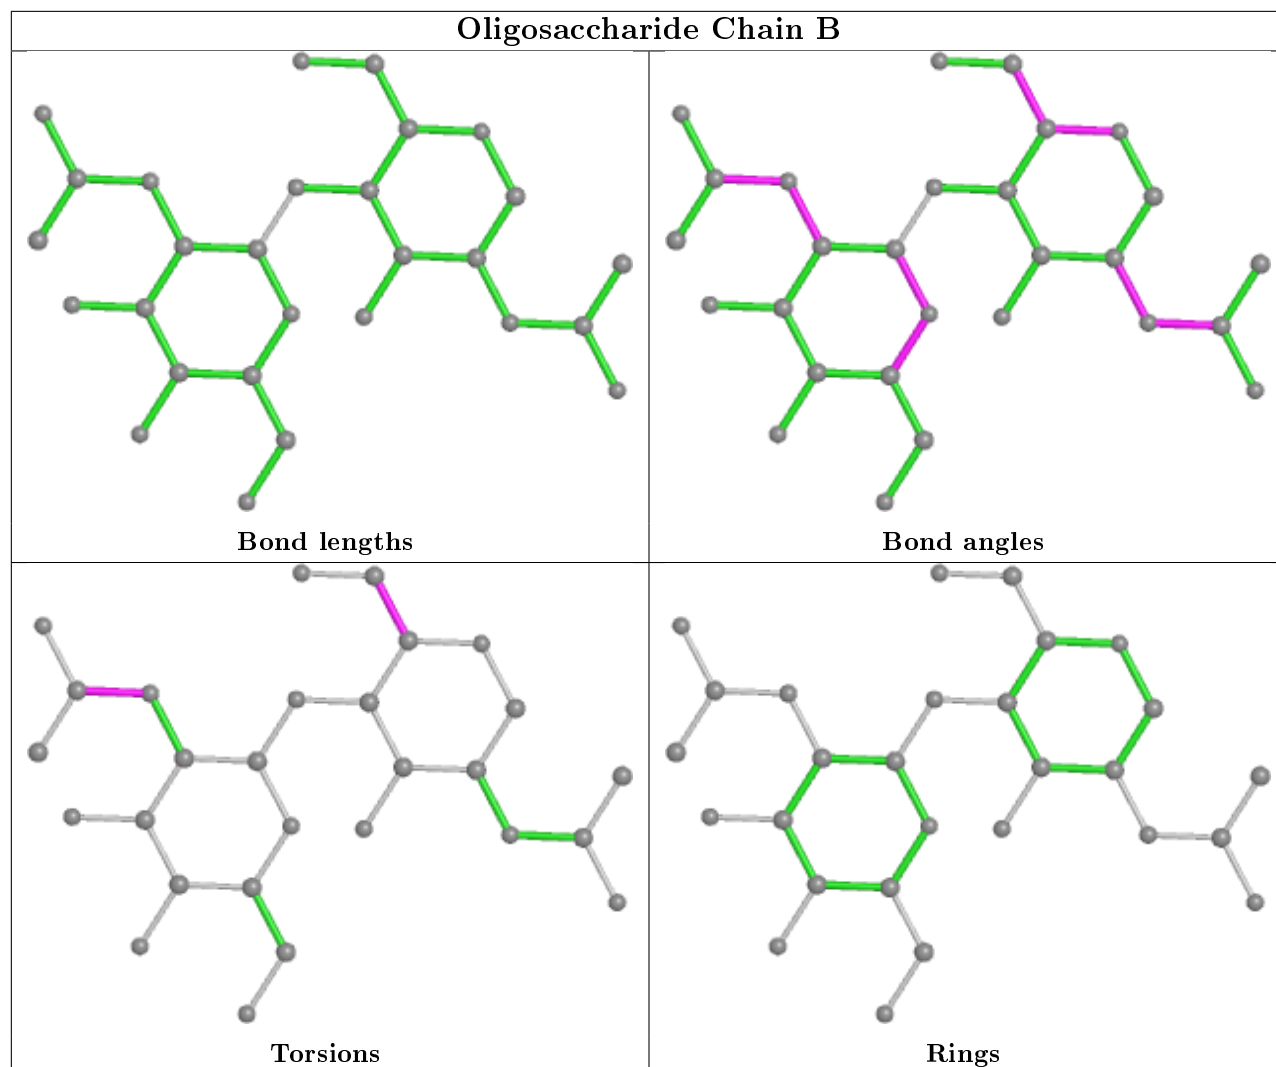 Oligosaccharide Chain B
Bond lengths
Bond angles
Torsions
Rings